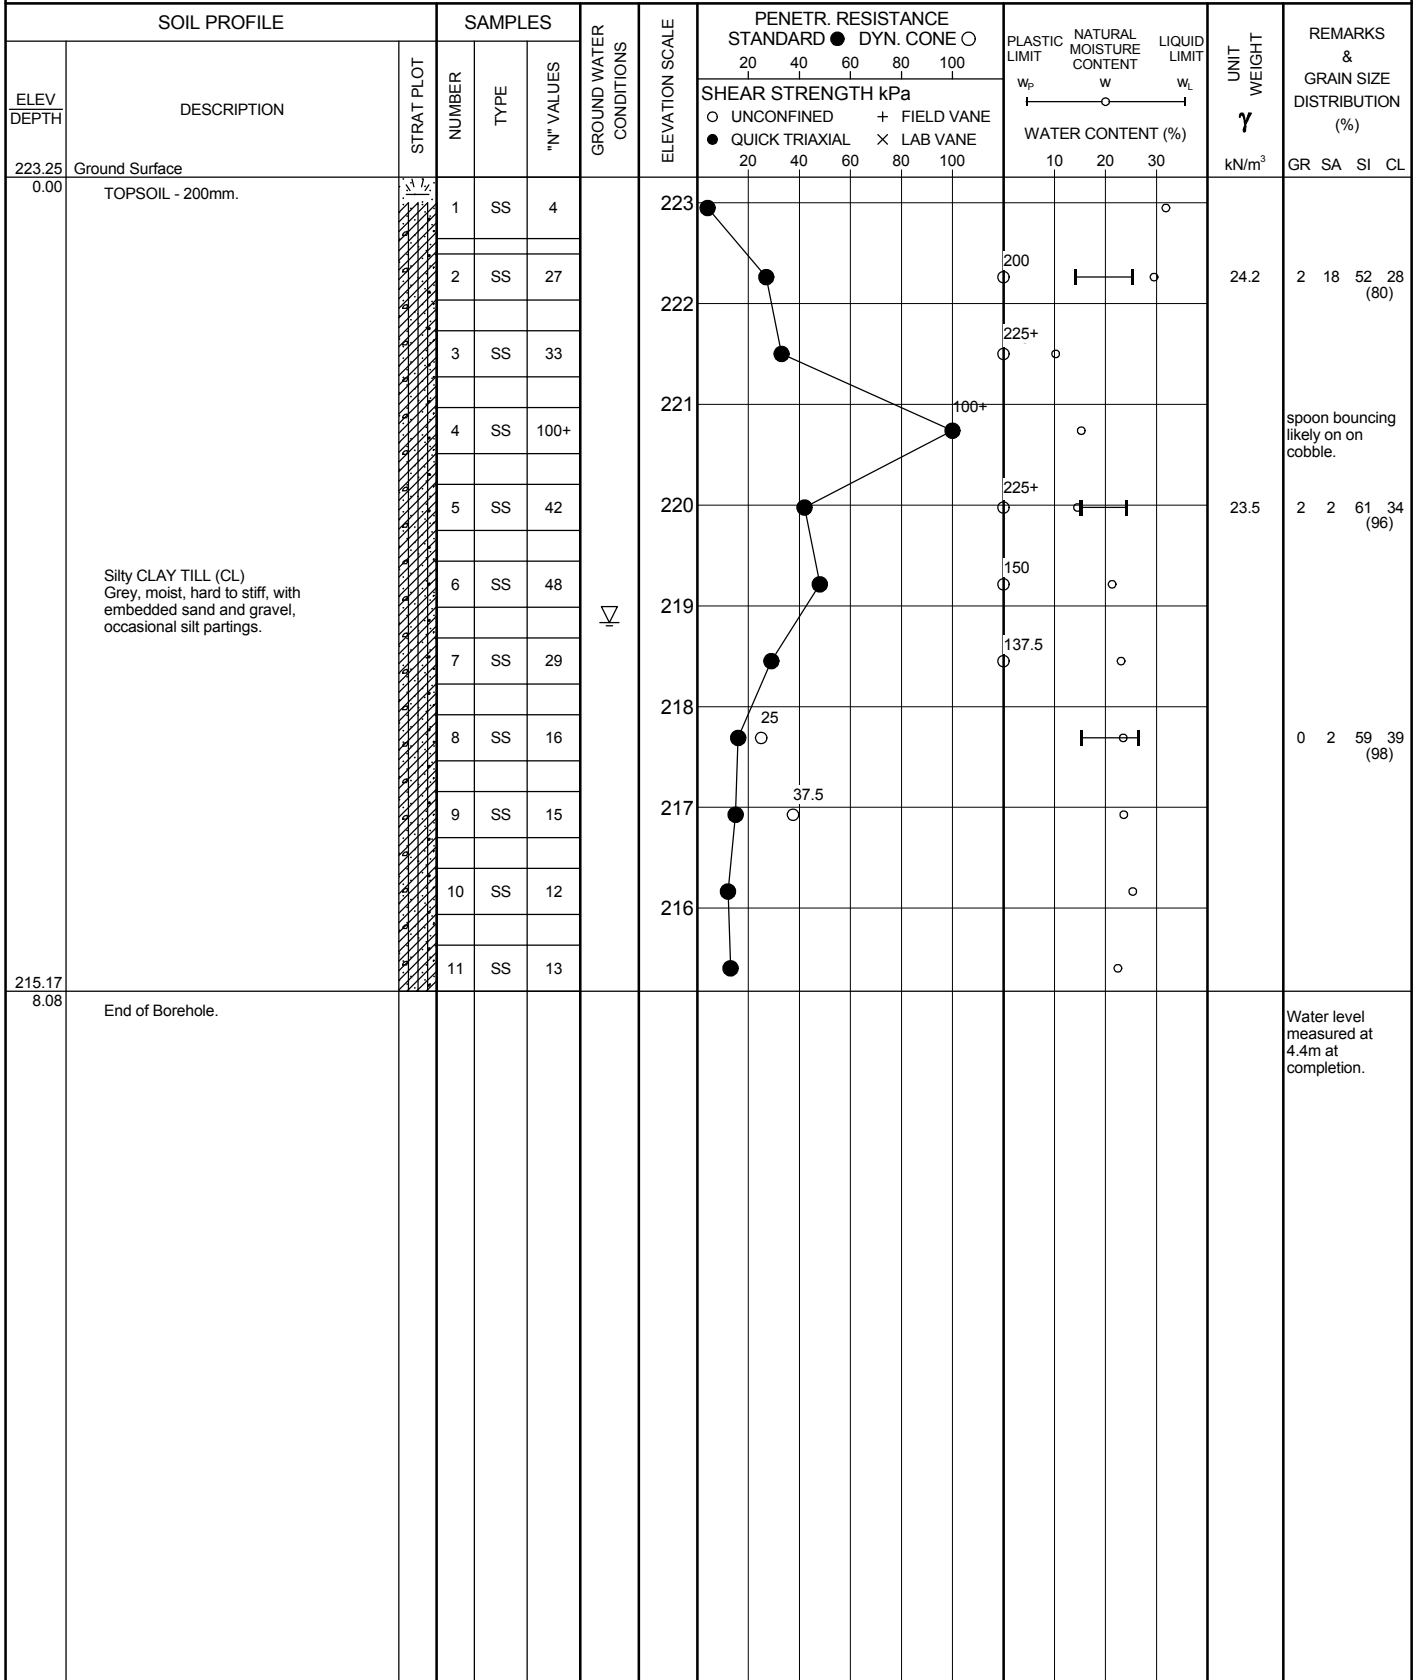 SOIL PROFILE
SAMPLES
GROUND WATER
CONDITIONS
ELEVATION SCALE
PENETR. RESISTANCE
STANDARD ● DYN. CONE ○
20 40 60 80 100
SHEAR STRENGTH kPa
○ UNCONFINED + FIELD VANE
● QUICK TRIAXIAL × LAB VANE
20 40 60 80 100
PLASTIC
LIMIT
NATURAL
MOISTURE
CONTENT
LIQUID
LIMIT
WP W WL
WATER CONTENT (%)
10 20 30
UNIT
WEIGHT
γ
kN/m³
REMARKS
&
GRAIN SIZE
DISTRIBUTION
(%)
GR SA SI CL
ELEV
DEPTH
DESCRIPTION
STRAT PLOT
NUMBER
TYPE
"N" VALUES
223.25 Ground Surface
0.00
TOPSOIL - 200mm.
1 SS 4
223
2 SS 27
200
24.2
2 18 52 28
(80)
222
3 SS 33
225+
221
4 SS 100+
100+
spoon bouncing
likely on on
cobble.
5 SS 42
220
225+
23.5
2 2 61 34
(96)
Silty CLAY TILL (CL)
Grey, moist, hard to stiff, with
embedded sand and gravel,
occasional silt partings.
6 SS 48
150
219
7 SS 29
137.5
218
8 SS 16
25
0 2 59 39
(98)
217
9 SS 15
37.5
10 SS 12
216
11 SS 13
215.17
8.08
End of Borehole.
Water level
measured at
4.4m at
completion.